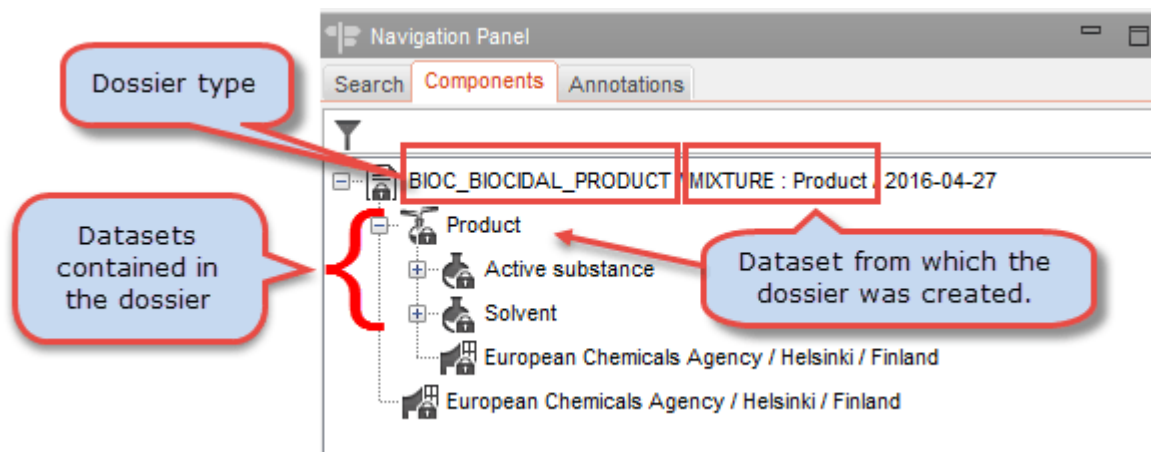 Navigation Panel
Dossier type
Search Components Annotations
BIOC_BIOCIDAL_PRODUCT / MIXTURE : Product / 2016-04-27
Datasets
contained in
the dossier
Product
Active substance
Dataset from which the
dossier was created.
Solvent
European Chemicals Agency / Helsinki / Finland
European Chemicals Agency / Helsinki / Finland